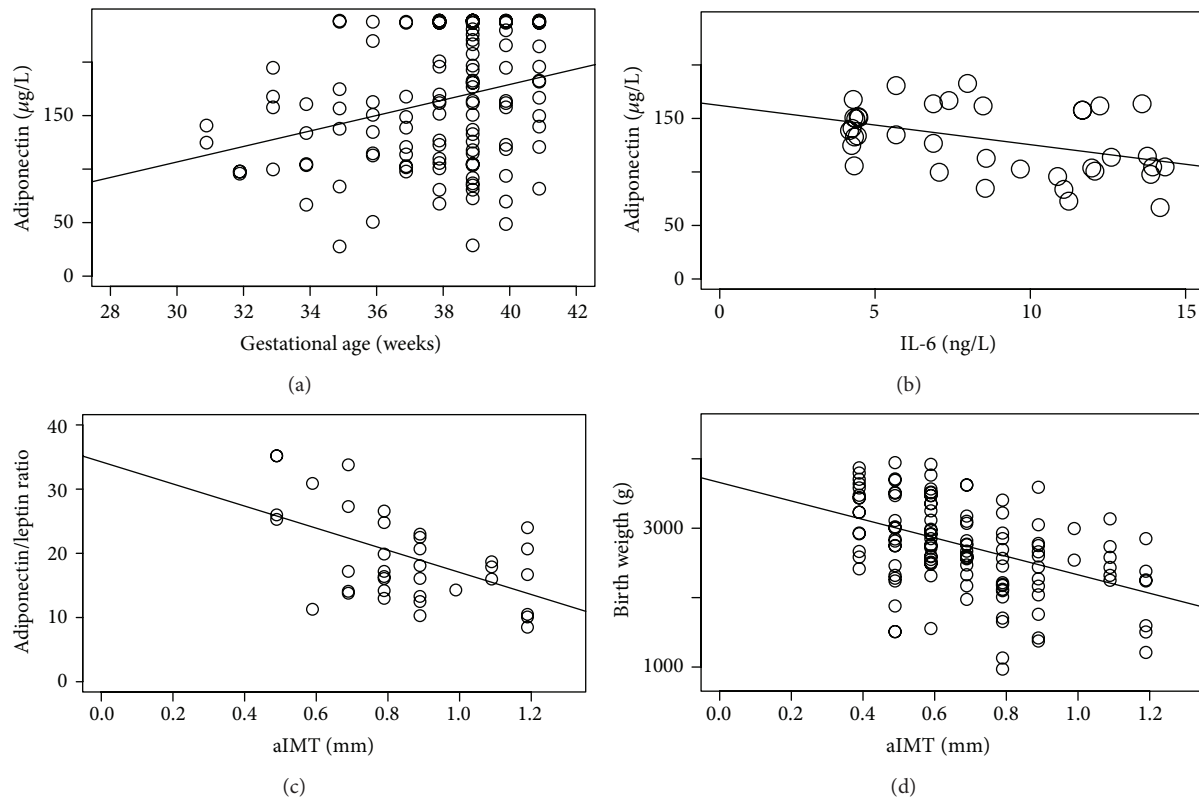 Adiponectin (μg/L)
150
50
0
28 30 32 34 36 38 40 42
Gestational age (weeks)
(a)
Adiponectin (μg/L)
150
50
0
0 5 10 15
IL-6 (ng/L)
(b)
Adiponectin/leptin ratio
40
30
20
10
0
0.0 0.2 0.4 0.6 0.8 1.0 1.2
aIMT (mm)
(c)
Birth weigth (g)
3000
1000
0.0 0.2 0.4 0.6 0.8 1.0 1.2
aIMT (mm)
(d)